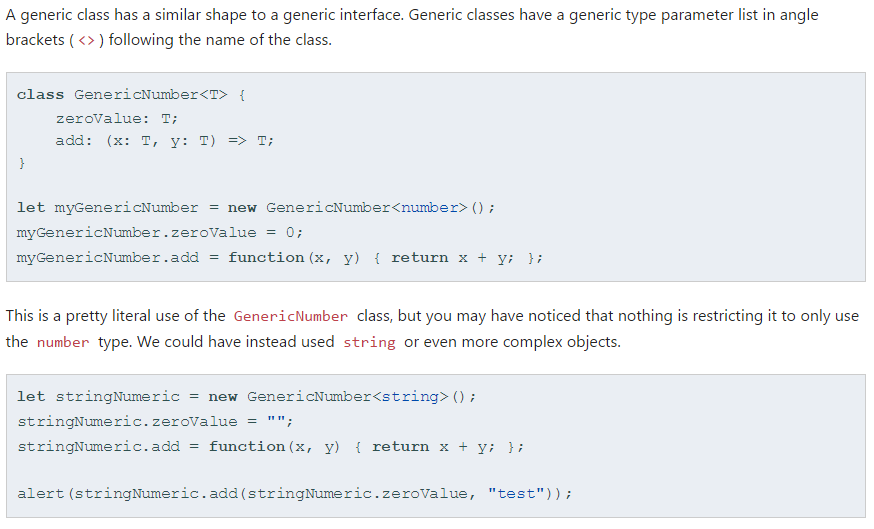 A generic class has a similar shape to a generic interface. Generic classes have a generic type parameter list in angle
brackets ( <> ) following the name of the class.
class GenericNumber<T> {
    zeroValue: T;
    add: (x: T, y: T) => T;
}
let myGenericNumber = new GenericNumber<number>();
myGenericNumber.zeroValue = 0;
myGenericNumber.add = function(x, y) { return x + y; };
This is a pretty literal use of the GenericNumber class, but you may have noticed that nothing is restricting it to only use
the number type. We could have instead used string or even more complex objects.
let stringNumeric = new GenericNumber<string>();
stringNumeric.zeroValue = "";
stringNumeric.add = function(x, y) { return x + y; };
alert(stringNumeric.add(stringNumeric.zeroValue, "test"));